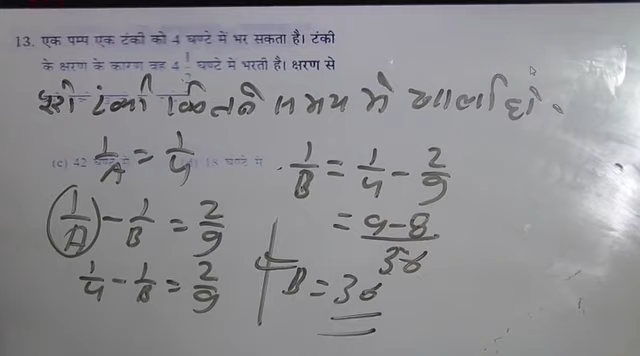 13. एक पम्प एक टंकी को 4 घण्टे में भर सकता है। टंकी
के क्षरण के कारण वह 4 1/2 घण्टे में भरती है। क्षरण से
टंकी कितने समय में खाली हो
(c) 42 घण्टे में 18 घण्टे में
1/A = 1/4
1/A - 1/B = 2/9
1/4 - 1/B = 2/9
1/B = 1/4 - 2/9
= 9-8/36
B = 36